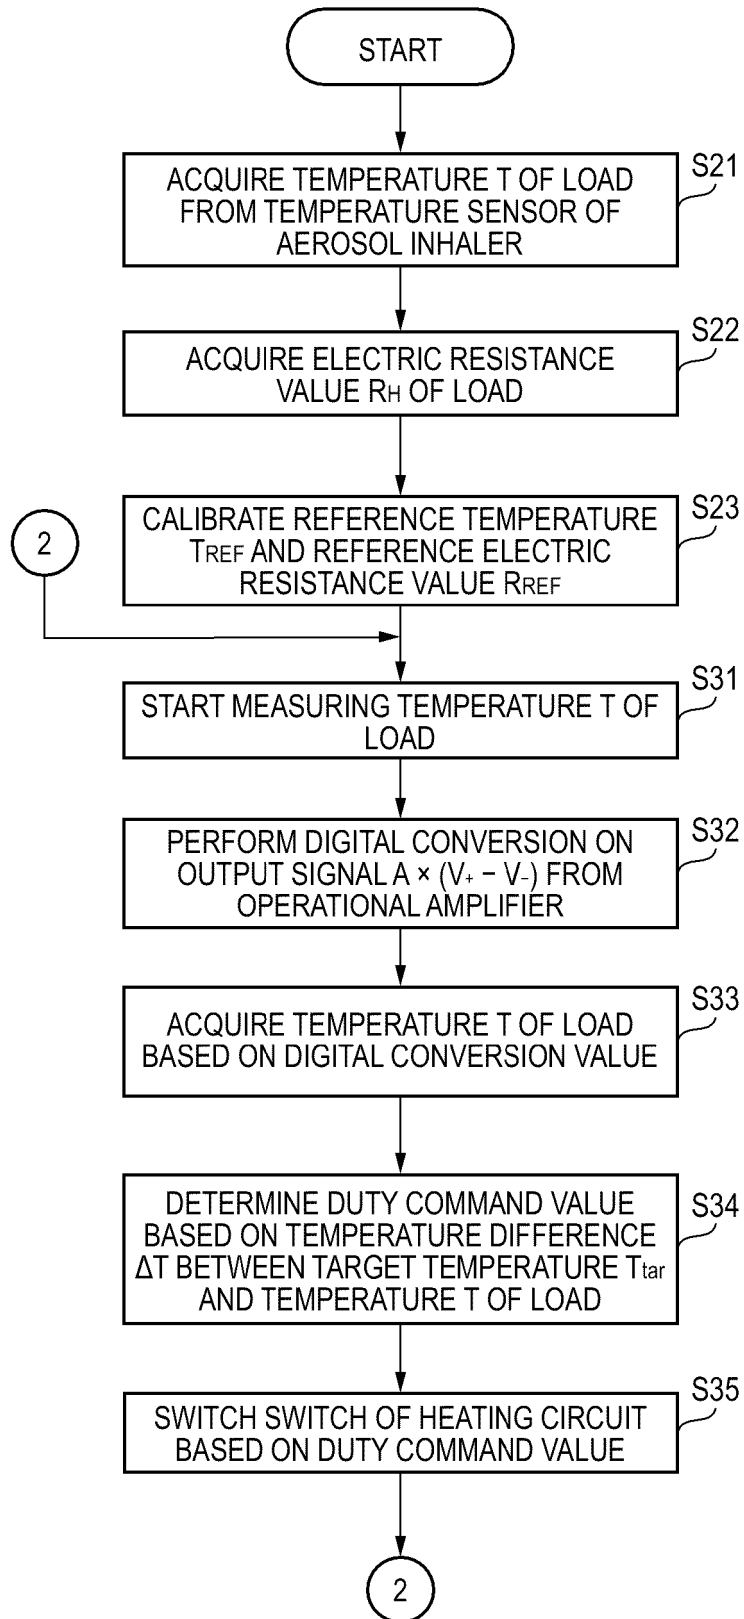 START
S21
ACQUIRE TEMPERATURE T OF LOAD
FROM TEMPERATURE SENSOR OF
AEROSOL INHALER
S22
ACQUIRE ELECTRIC RESISTANCE
VALUE RH OF LOAD
S23
CALIBRATE REFERENCE TEMPERATURE
TREF AND REFERENCE ELECTRIC
RESISTANCE VALUE RREF
2
S31
START MEASURING TEMPERATURE T OF
LOAD
S32
PERFORM DIGITAL CONVERSION ON
OUTPUT SIGNAL A × (V+ − V−) FROM
OPERATIONAL AMPLIFIER
S33
ACQUIRE TEMPERATURE T OF LOAD
BASED ON DIGITAL CONVERSION VALUE
S34
DETERMINE DUTY COMMAND VALUE
BASED ON TEMPERATURE DIFFERENCE
ΔT BETWEEN TARGET TEMPERATURE Ttar
AND TEMPERATURE T OF LOAD
S35
SWITCH SWITCH OF HEATING CIRCUIT
BASED ON DUTY COMMAND VALUE
2